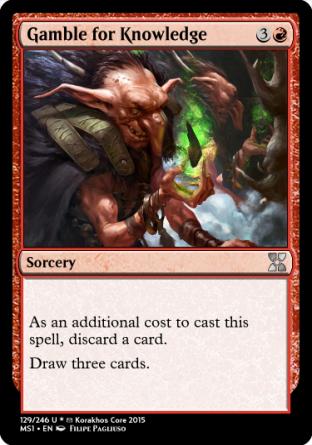 Gamble for Knowledge 3
Sorcery
As an additional cost to cast this
spell, discard a card.
Draw three cards.
129/246 U * Korakhos Core 2015
MSI • EN FILIPE PAGLIUSO